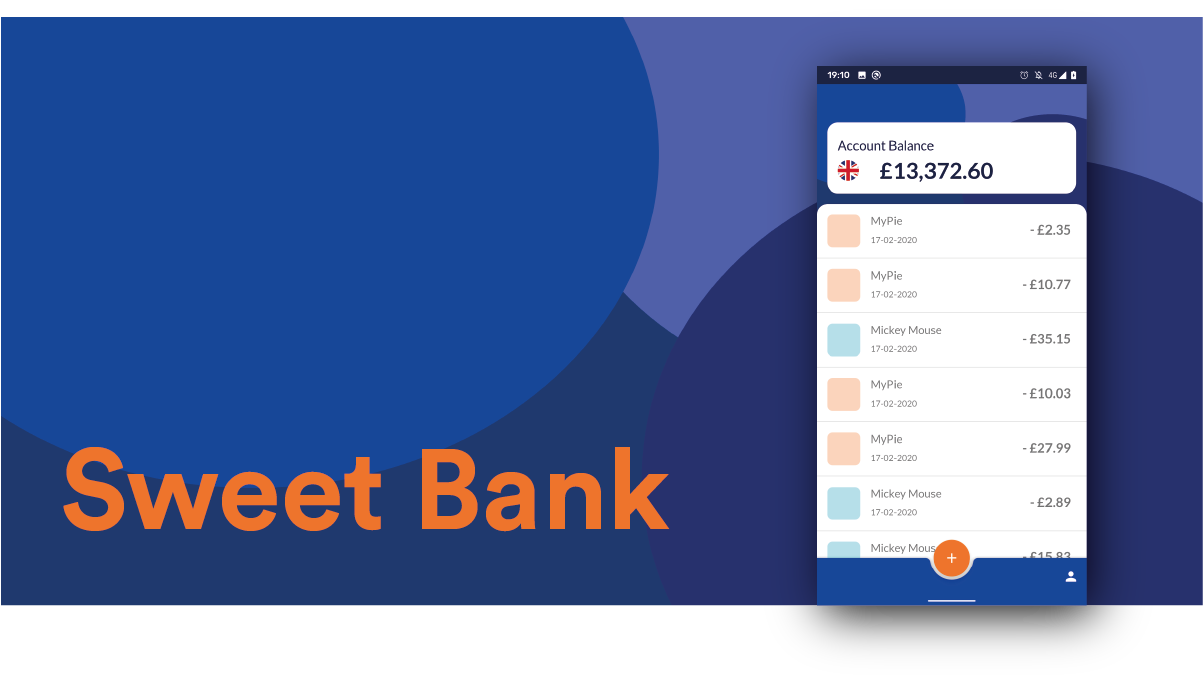 Sweet Bank
19:10
4G
Account Balance
£13,372.60
MyPie
17-02-2020
- £2.35
MyPie
17-02-2020
- £10.77
Mickey Mouse
17-02-2020
- £35.15
MyPie
17-02-2020
- £10.03
MyPie
17-02-2020
- £27.99
Mickey Mouse
17-02-2020
- £2.89
Mickey Mous
- £15.83
+